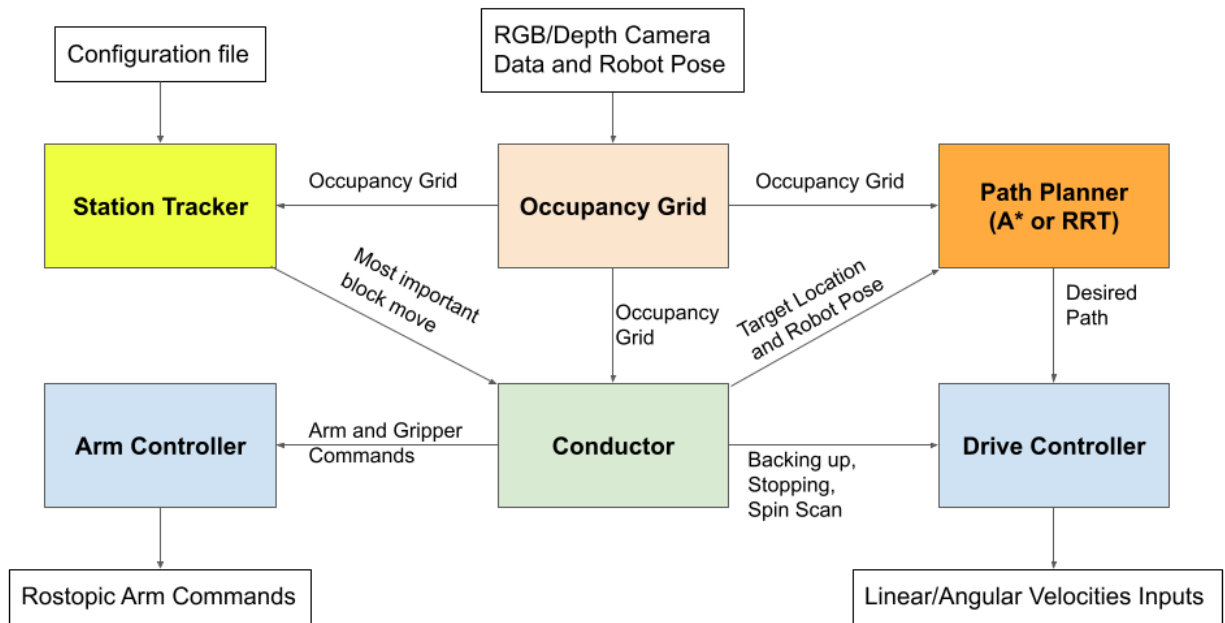 Configuration file
RGB/Depth Camera
Data and Robot Pose
Station Tracker
Occupancy Grid
Occupancy Grid
Occupancy Grid
Path Planner
(A* or RRT)
Most important
block move
Occupancy
Grid
Target Location
and Robot Pose
Desired
Path
Arm Controller
Arm and Gripper
Commands
Conductor
Backing up,
Stopping,
Spin Scan
Drive Controller
Rostopic Arm Commands
Linear/Angular Velocities Inputs